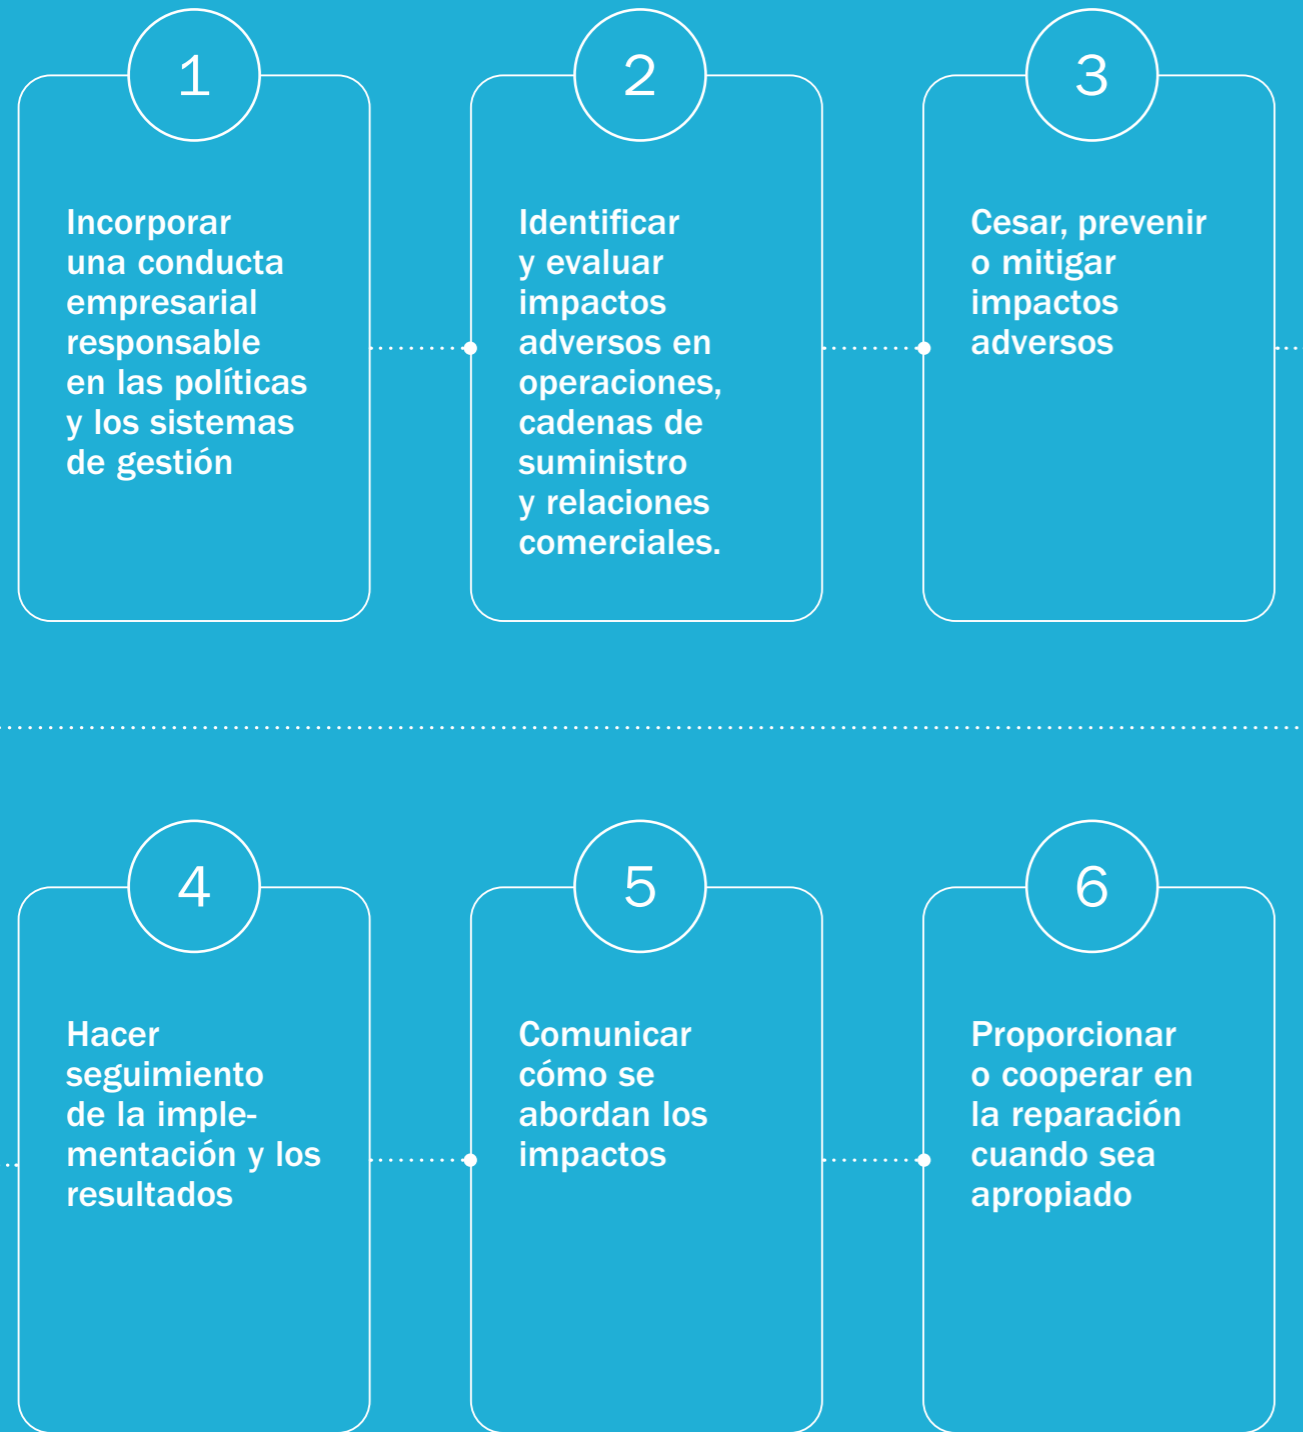 1
Incorporar
una conducta
empresarial
responsable
en las políticas
y los sistemas
de gestión
2
Identificar
y evaluar
impactos
adversos en
operaciones,
cadenas de
suministro
y relaciones
comerciales.
3
Cesar, prevenir
o mitigar
impactos
adversos
4
Hacer
seguimiento
de la imple-
mentación y los
resultados
5
Comunicar
cómo se
abordan los
impactos
6
Proporcionar
o cooperar en
la reparación
cuando sea
apropiado